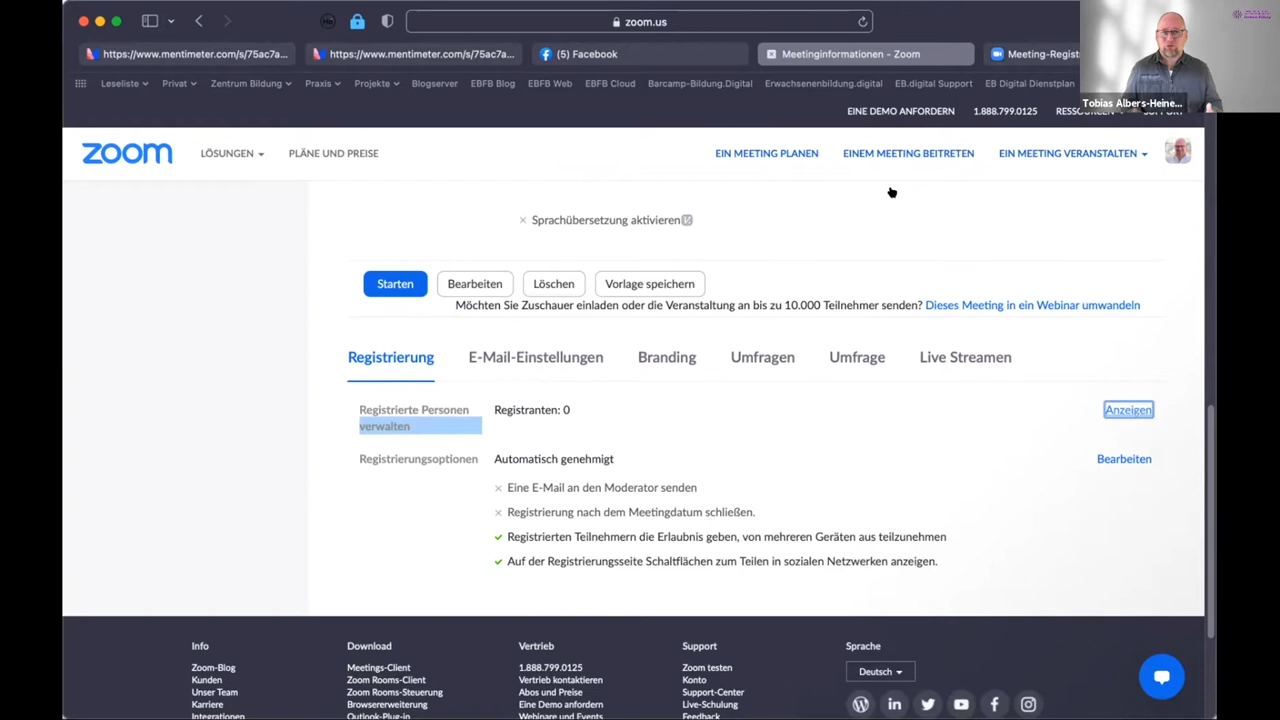 zoom.us
https://www.mentimeter.com/s/75ac7a...
https://www.mentimeter.com/s/75ac7a...
(5) Facebook
Meetinginformationen - Zoom
Meeting-Regist
Leseliste
Privat
Zentrum Bildung
Praxis
Projekte
Blogserver
EBFB Blog
EBFB Web
EBFB Cloud
Barcamp-Bildung.Digital
Erwachsenenbildung.digital
EB.digital Support
EB Digital Dienstplan
Tobias Albers-Heine...
EINE DEMO ANFORDERN
1.888.799.0125
zoom
LÖSUNGEN
PLÄNE UND PREISE
EIN MEETING PLANEN
EINEM MEETING BEITRETEN
EIN MEETING VERANSTALTEN
Sprachübersetzung aktivieren
Starten
Bearbeiten
Löschen
Vorlage speichern
Möchten Sie Zuschauer einladen oder die Veranstaltung an bis zu 10.000 Teilnehmer senden? Dieses Meeting in ein Webinar umwandeln
Registrierung
E-Mail-Einstellungen
Branding
Umfragen
Umfrage
Live Streamen
Registrierte Personen
verwalten
Registranten: 0
Anzeigen
Registrierungsoptionen
Automatisch genehmigt
Bearbeiten
Eine E-Mail an den Moderator senden
Registrierung nach dem Meetingdatum schließen.
Registrierten Teilnehmern die Erlaubnis geben, von mehreren Geräten aus teilzunehmen
Auf der Registrierungsseite Schaltflächen zum Teilen in sozialen Netzwerken anzeigen.
Info
Zoom-Blog
Kunden
Unser Team
Karriere
Integrationen
Download
Meetings-Client
Zoom Rooms-Client
Zoom Rooms-Steuerung
Browsererweiterung
Outlook-Plug-in
Vertrieb
1.888.799.0125
Vertrieb kontaktieren
Abos und Preise
Eine Demo anfordern
Webinare und Events
Support
Zoom testen
Konto
Support-Center
Live-Schulung
Feedback
Sprache
Deutsch